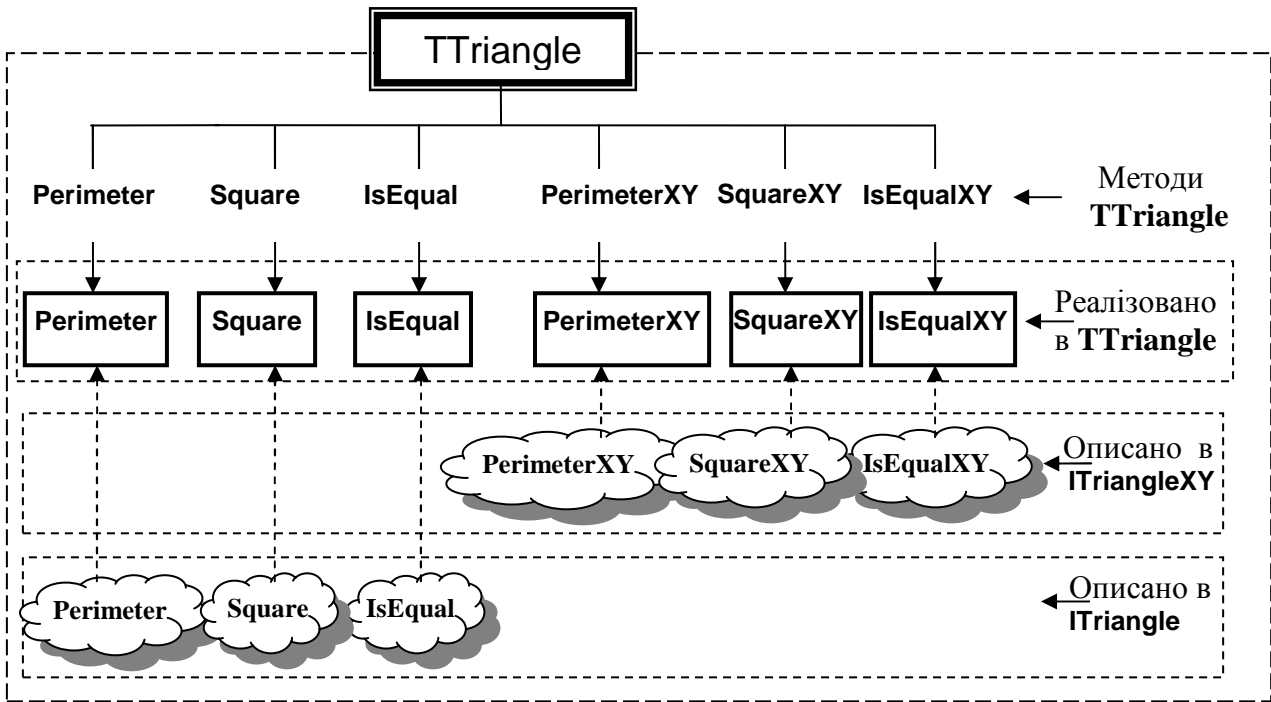 TTriangle
Perimeter Square IsEqual PerimeterXY SquareXY IsEqualXY
Методи
TTriangle
Perimeter Square IsEqual PerimeterXY SquareXY IsEqualXY
Реалізовано
в TTriangle
PerimeterXY SquareXY IsEqualXY
Описано в
ITriangleXY
Perimeter Square IsEqual
Описано в
ITriangle